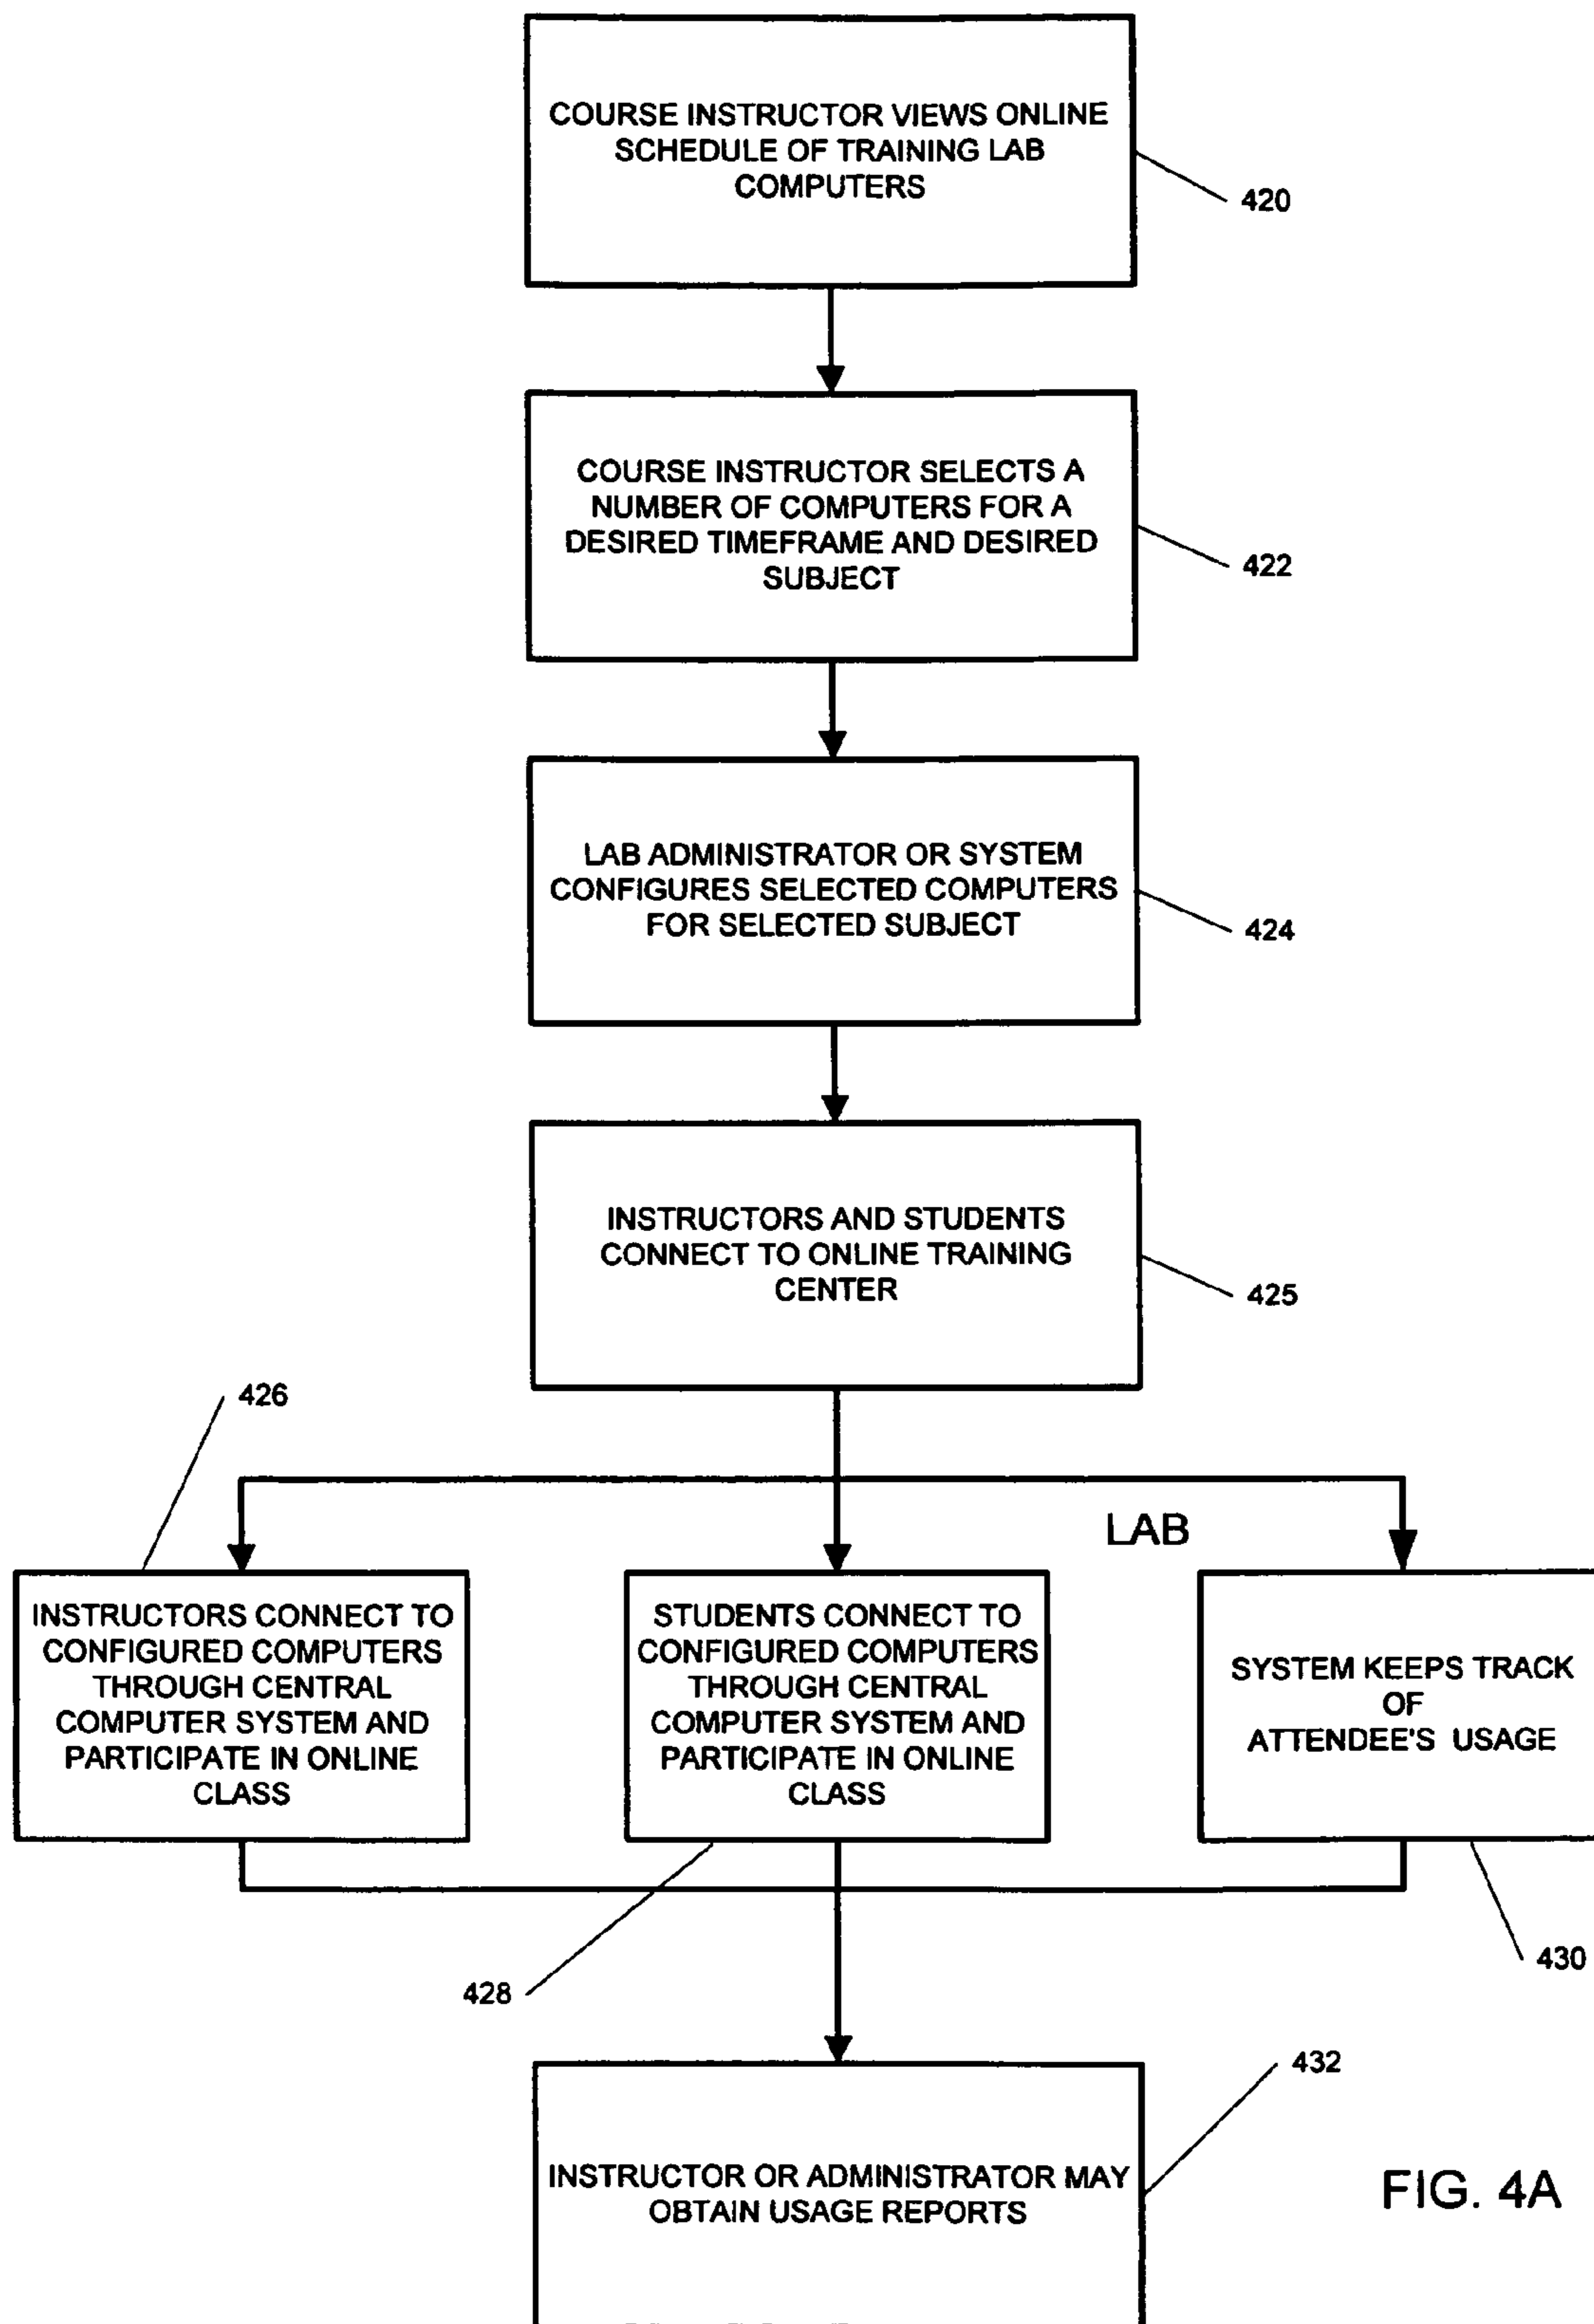 COURSE INSTRUCTOR VIEWS ONLINE
SCHEDULE OF TRAINING LAB
COMPUTERS
420
COURSE INSTRUCTOR SELECTS A
NUMBER OF COMPUTERS FOR A
DESIRED TIMEFRAME AND DESIRED
SUBJECT
422
LAB ADMINISTRATOR OR SYSTEM
CONFIGURES SELECTED COMPUTERS
FOR SELECTED SUBJECT
424
INSTRUCTORS AND STUDENTS
CONNECT TO ONLINE TRAINING
CENTER
425
426
LAB
INSTRUCTORS CONNECT TO
CONFIGURED COMPUTERS
THROUGH CENTRAL
COMPUTER SYSTEM AND
PARTICIPATE IN ONLINE
CLASS
STUDENTS CONNECT TO
CONFIGURED COMPUTERS
THROUGH CENTRAL
COMPUTER SYSTEM AND
PARTICIPATE IN ONLINE
CLASS
SYSTEM KEEPS TRACK
OF
ATTENDEE'S USAGE
428
430
432
INSTRUCTOR OR ADMINISTRATOR MAY
OBTAIN USAGE REPORTS
FIG. 4A